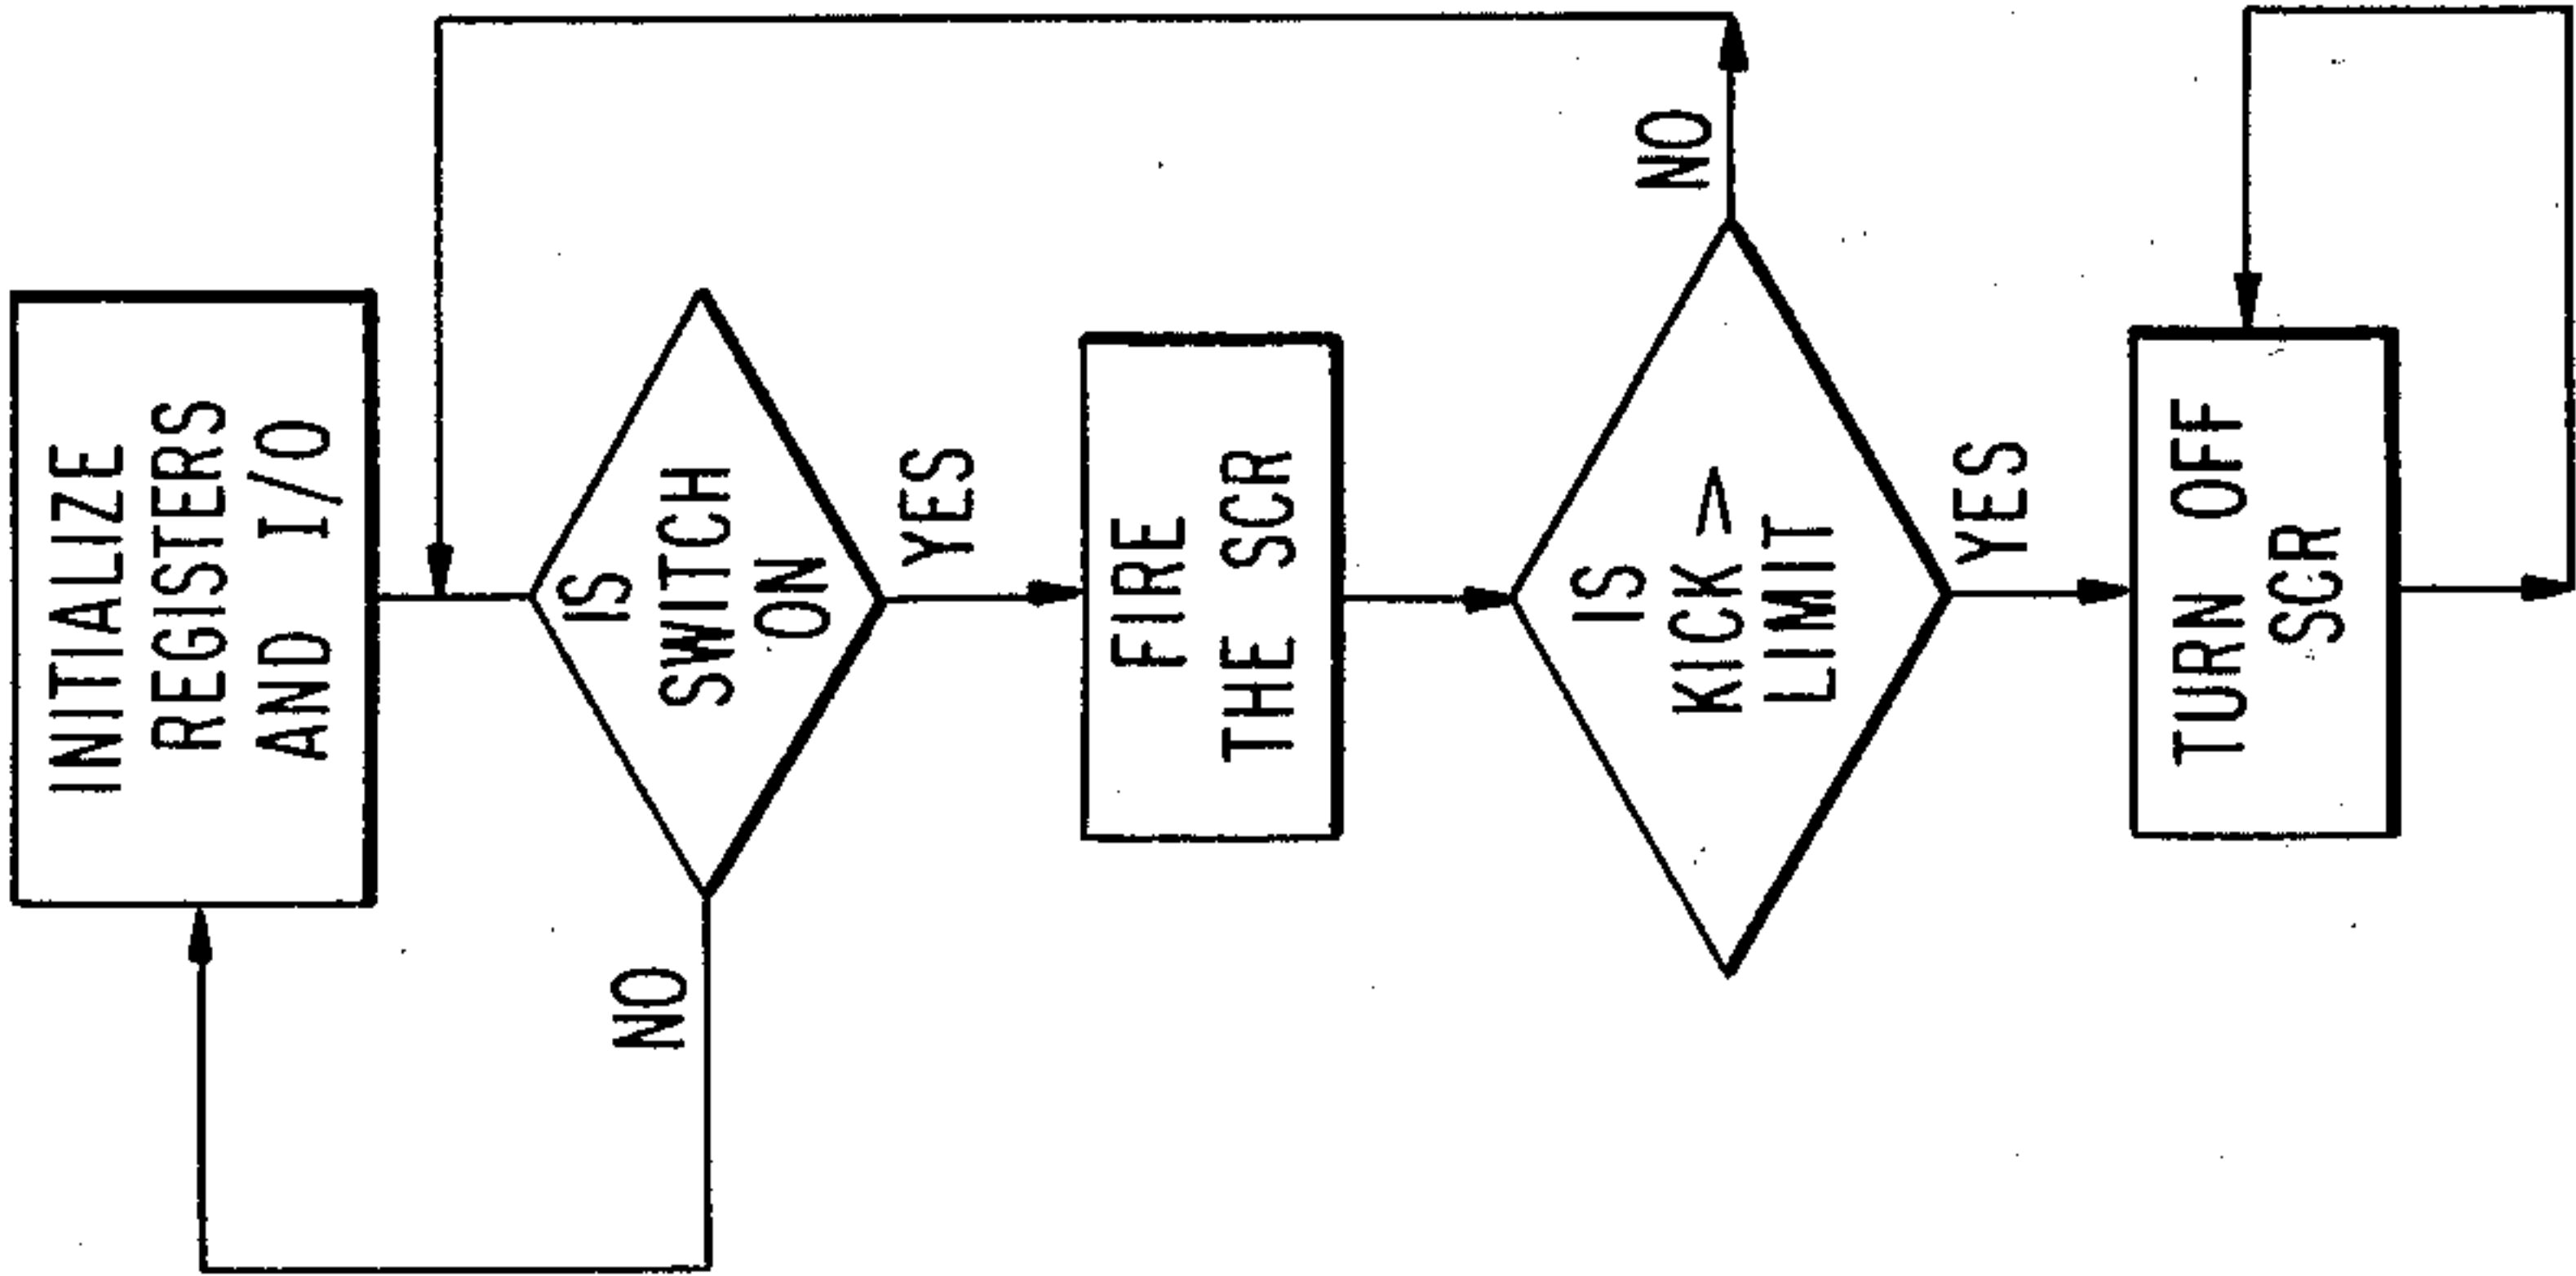 INITIALIZE
REGISTERS
AND I/O
IS
SWITCH
ON
NO
YES
FIRE
THE SCR
IS
KICK >
LIMIT
NO
YES
TURN OFF
SCR